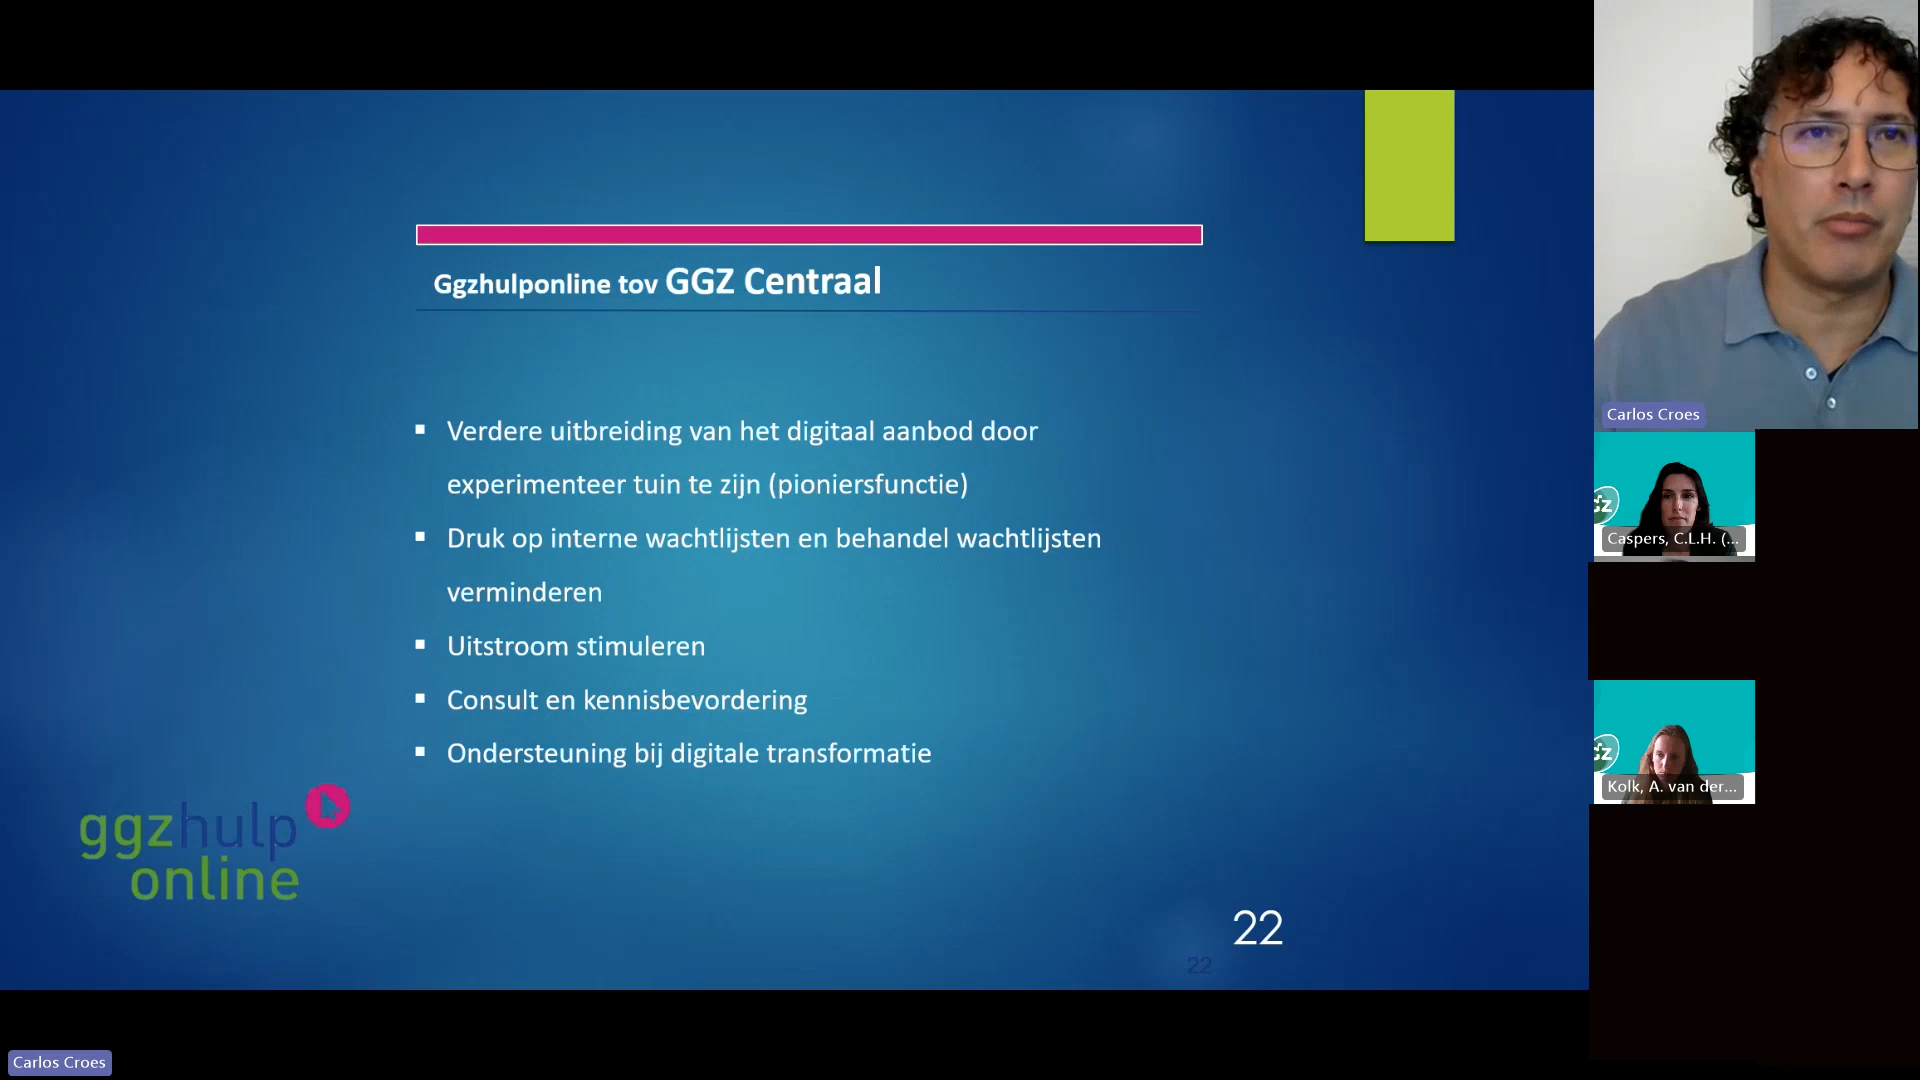 Ggzhulponline tov GGZ Centraal
▪ Verdere uitbreiding van het digitaal aanbod door
experimenteer tuin te zijn (pioniersfunctie)
▪ Druk op interne wachtlijsten en behandel wachtlijsten
verminderen
▪ Uitstroom stimuleren
▪ Consult en kennisbevordering
▪ Ondersteuning bij digitale transformatie
ggzhulp
online
22
22
Carlos Croes
Carlos Croes
Caspers, C.L.H. (...
Kolk, A. van der...